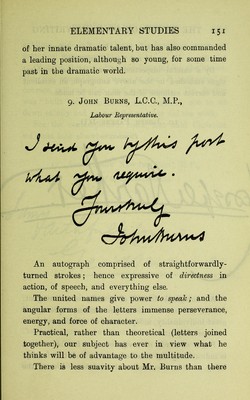 ELEMENTARY STUDIES 151
of her innate dramatic talent, but has also commanded
a leading position, although so young, for some time
past in the dramatic world.
9. JOHN BURNS, L.C.C., M.P.,
Labour Representative.
I send you by this post
what you require.
Yours truly
John Burns
An autograph comprised of straightforwardly-
turned strokes; hence expressive of directness in
action, of speech, and everything else.
The united names give power to speak; and the
angular forms of the letters immense perseverance,
energy, and force of character.
Practical, rather than theoretical (letters joined
together), our subject has ever in view what he
thinks will be of advantage to the multitude.
There is less suavity about Mr. Burns than there